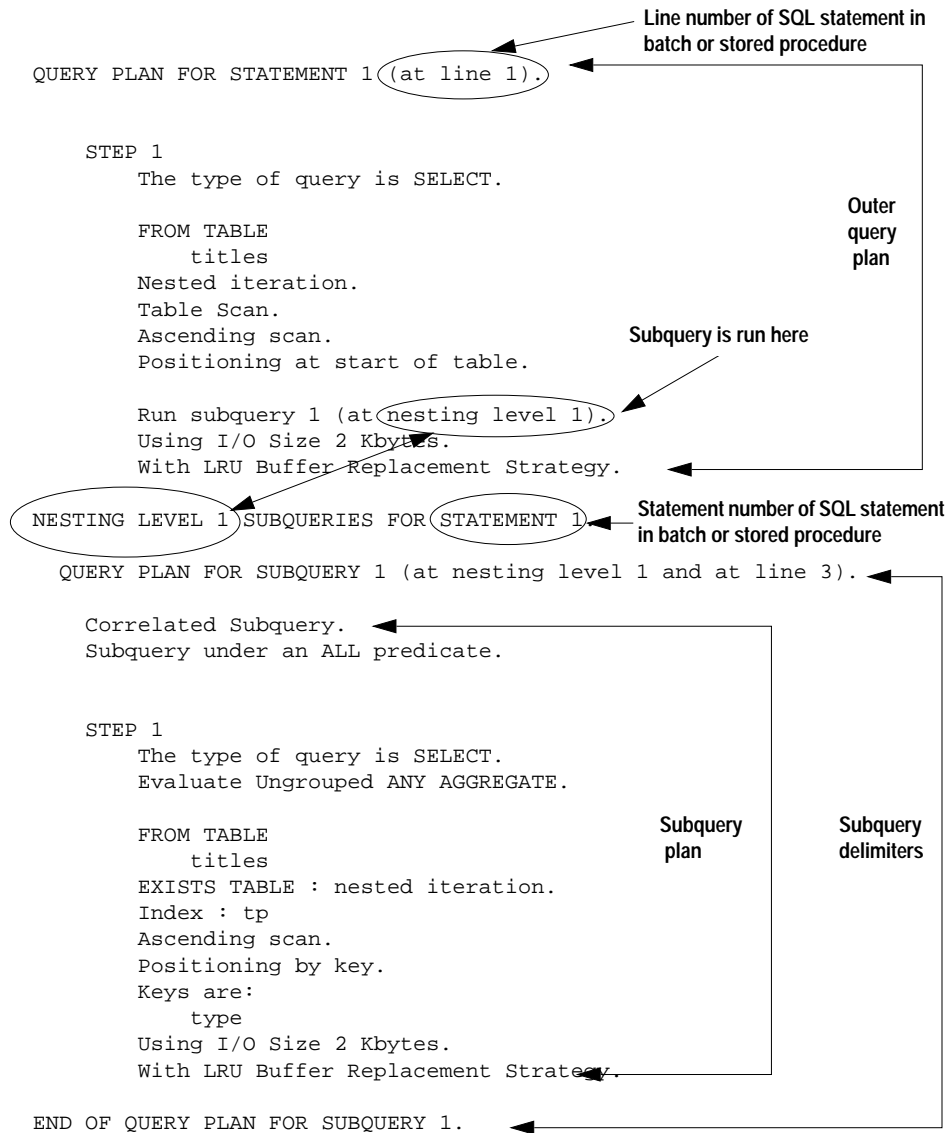 Line number of SQL statement in
batch or stored procedure
QUERY PLAN FOR STATEMENT 1 (at line 1).
STEP 1
The type of query is SELECT.
FROM TABLE
titles
Nested iteration.
Table Scan.
Ascending scan.
Positioning at start of table.
Outer
query
plan
Subquery is run here
Run subquery 1 (at nesting level 1).
Using I/O Size 2 Kbytes.
With LRU Buffer Replacement Strategy.
NESTING LEVEL 1 SUBQUERIES FOR STATEMENT 1.
Statement number of SQL statement
in batch or stored procedure
QUERY PLAN FOR SUBQUERY 1 (at nesting level 1 and at line 3).
Correlated Subquery.
Subquery under an ALL predicate.
STEP 1
The type of query is SELECT.
Evaluate Ungrouped ANY AGGREGATE.
FROM TABLE
titles
EXISTS TABLE : nested iteration.
Index : tp
Ascending scan.
Positioning by key.
Keys are:
type
Using I/O Size 2 Kbytes.
With LRU Buffer Replacement Strategy.
Subquery
plan
Subquery
delimiters
END OF QUERY PLAN FOR SUBQUERY 1.